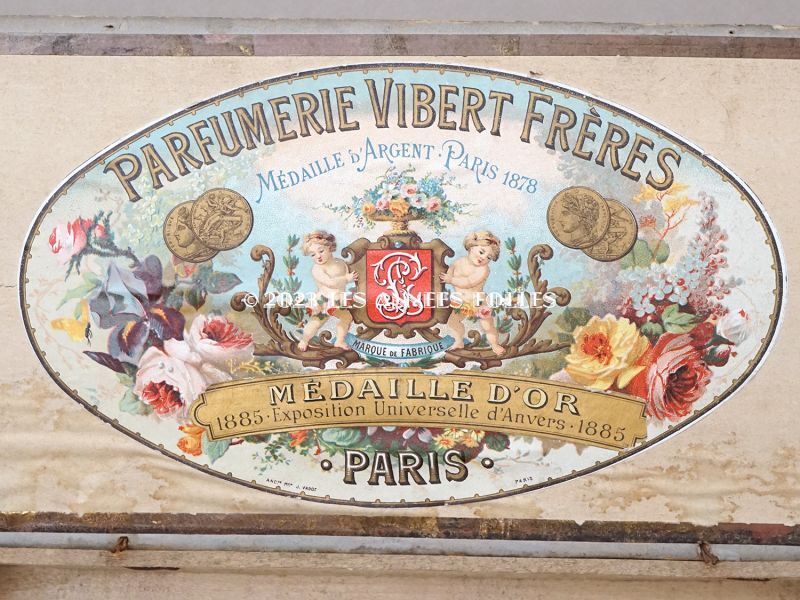 PARFUMERIE VIBERT FRÈRES
MÉDAILLE D'ARGENT · PARIS 1878
© 2023 LES ANNÉES FOLLES
MARQUE DE FABRIQUE
MÉDAILLE D'OR
1885 · Exposition Universelle d'Anvers · 1885
· PARIS ·
PARIS